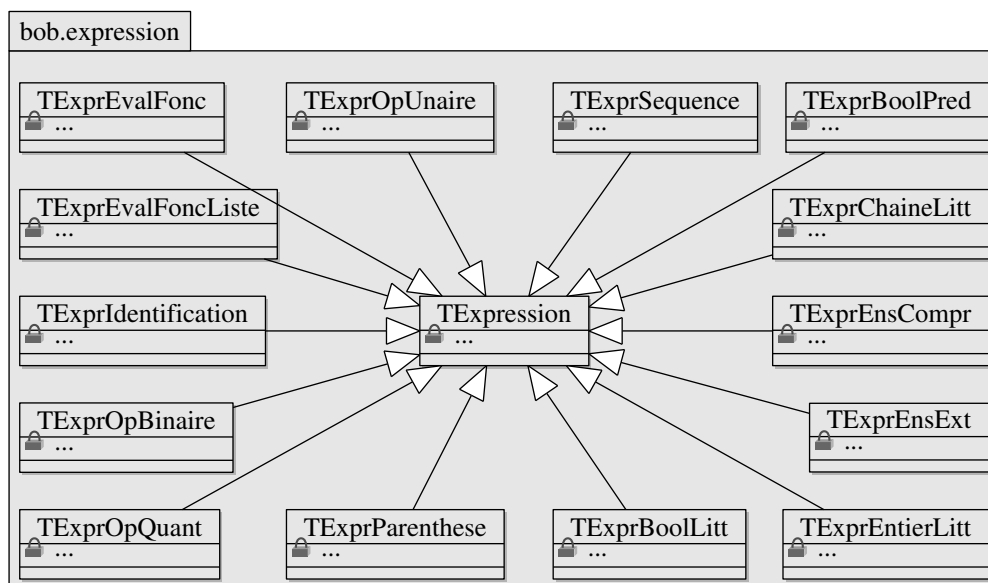 bob.expression
TExprEvalFonc
...
TExprOpUnaire
...
TExprSequence
...
TExprBoolPred
...
TExprEvalFoncListe
...
TExprChaineLitt
...
TExprIdentification
...
TExpression
...
TExprEnsCompr
...
TExprOpBinaire
...
TExprEnsExt
...
TExprOpQuant
...
TExprParenthese
...
TExprBoolLitt
...
TExprEntierLitt
...